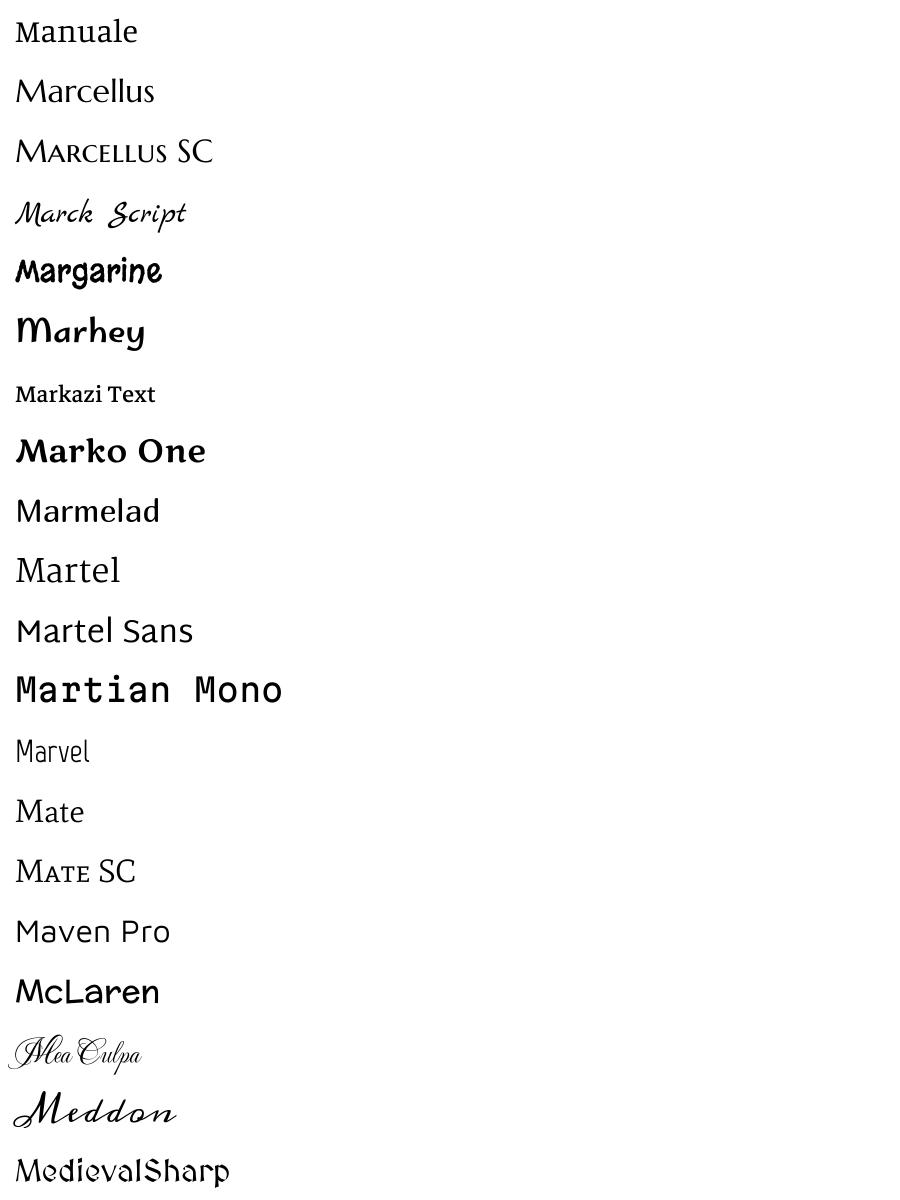 Manuale
Marcellus
Marcellus SC
Marck Script
Margarine
Marhey
Markazi Text
Marko One
Marmelad
Martel
Martel Sans
Martian Mono
Marvel
Mate
Mate SC
Maven Pro
McLaren
Mea Culpa
Meddon
MedievalSharp